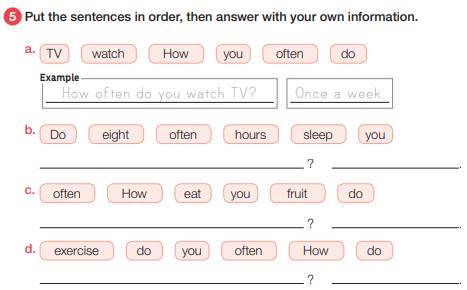 5 Put the sentences in order, then answer with your own information.
a. TV watch How you often do
Example
How often do you watch TV? Once a week.
b. Do eight often hours sleep you
?
c. often How eat you fruit do
?
d. exercise do you often How do
?